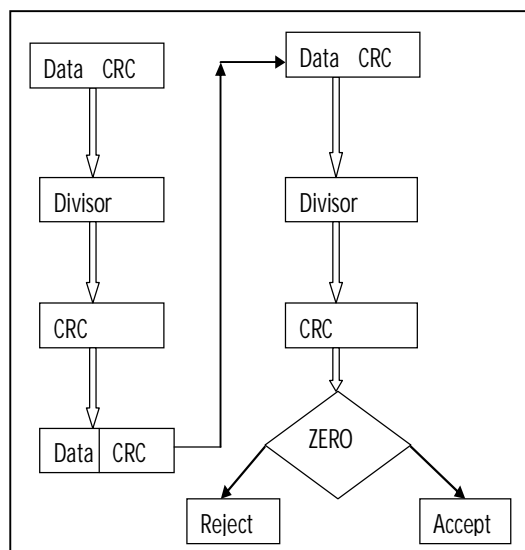 Data CRC
Divisor
CRC
Data CRC
Data CRC
Divisor
CRC
ZERO
Reject
Accept